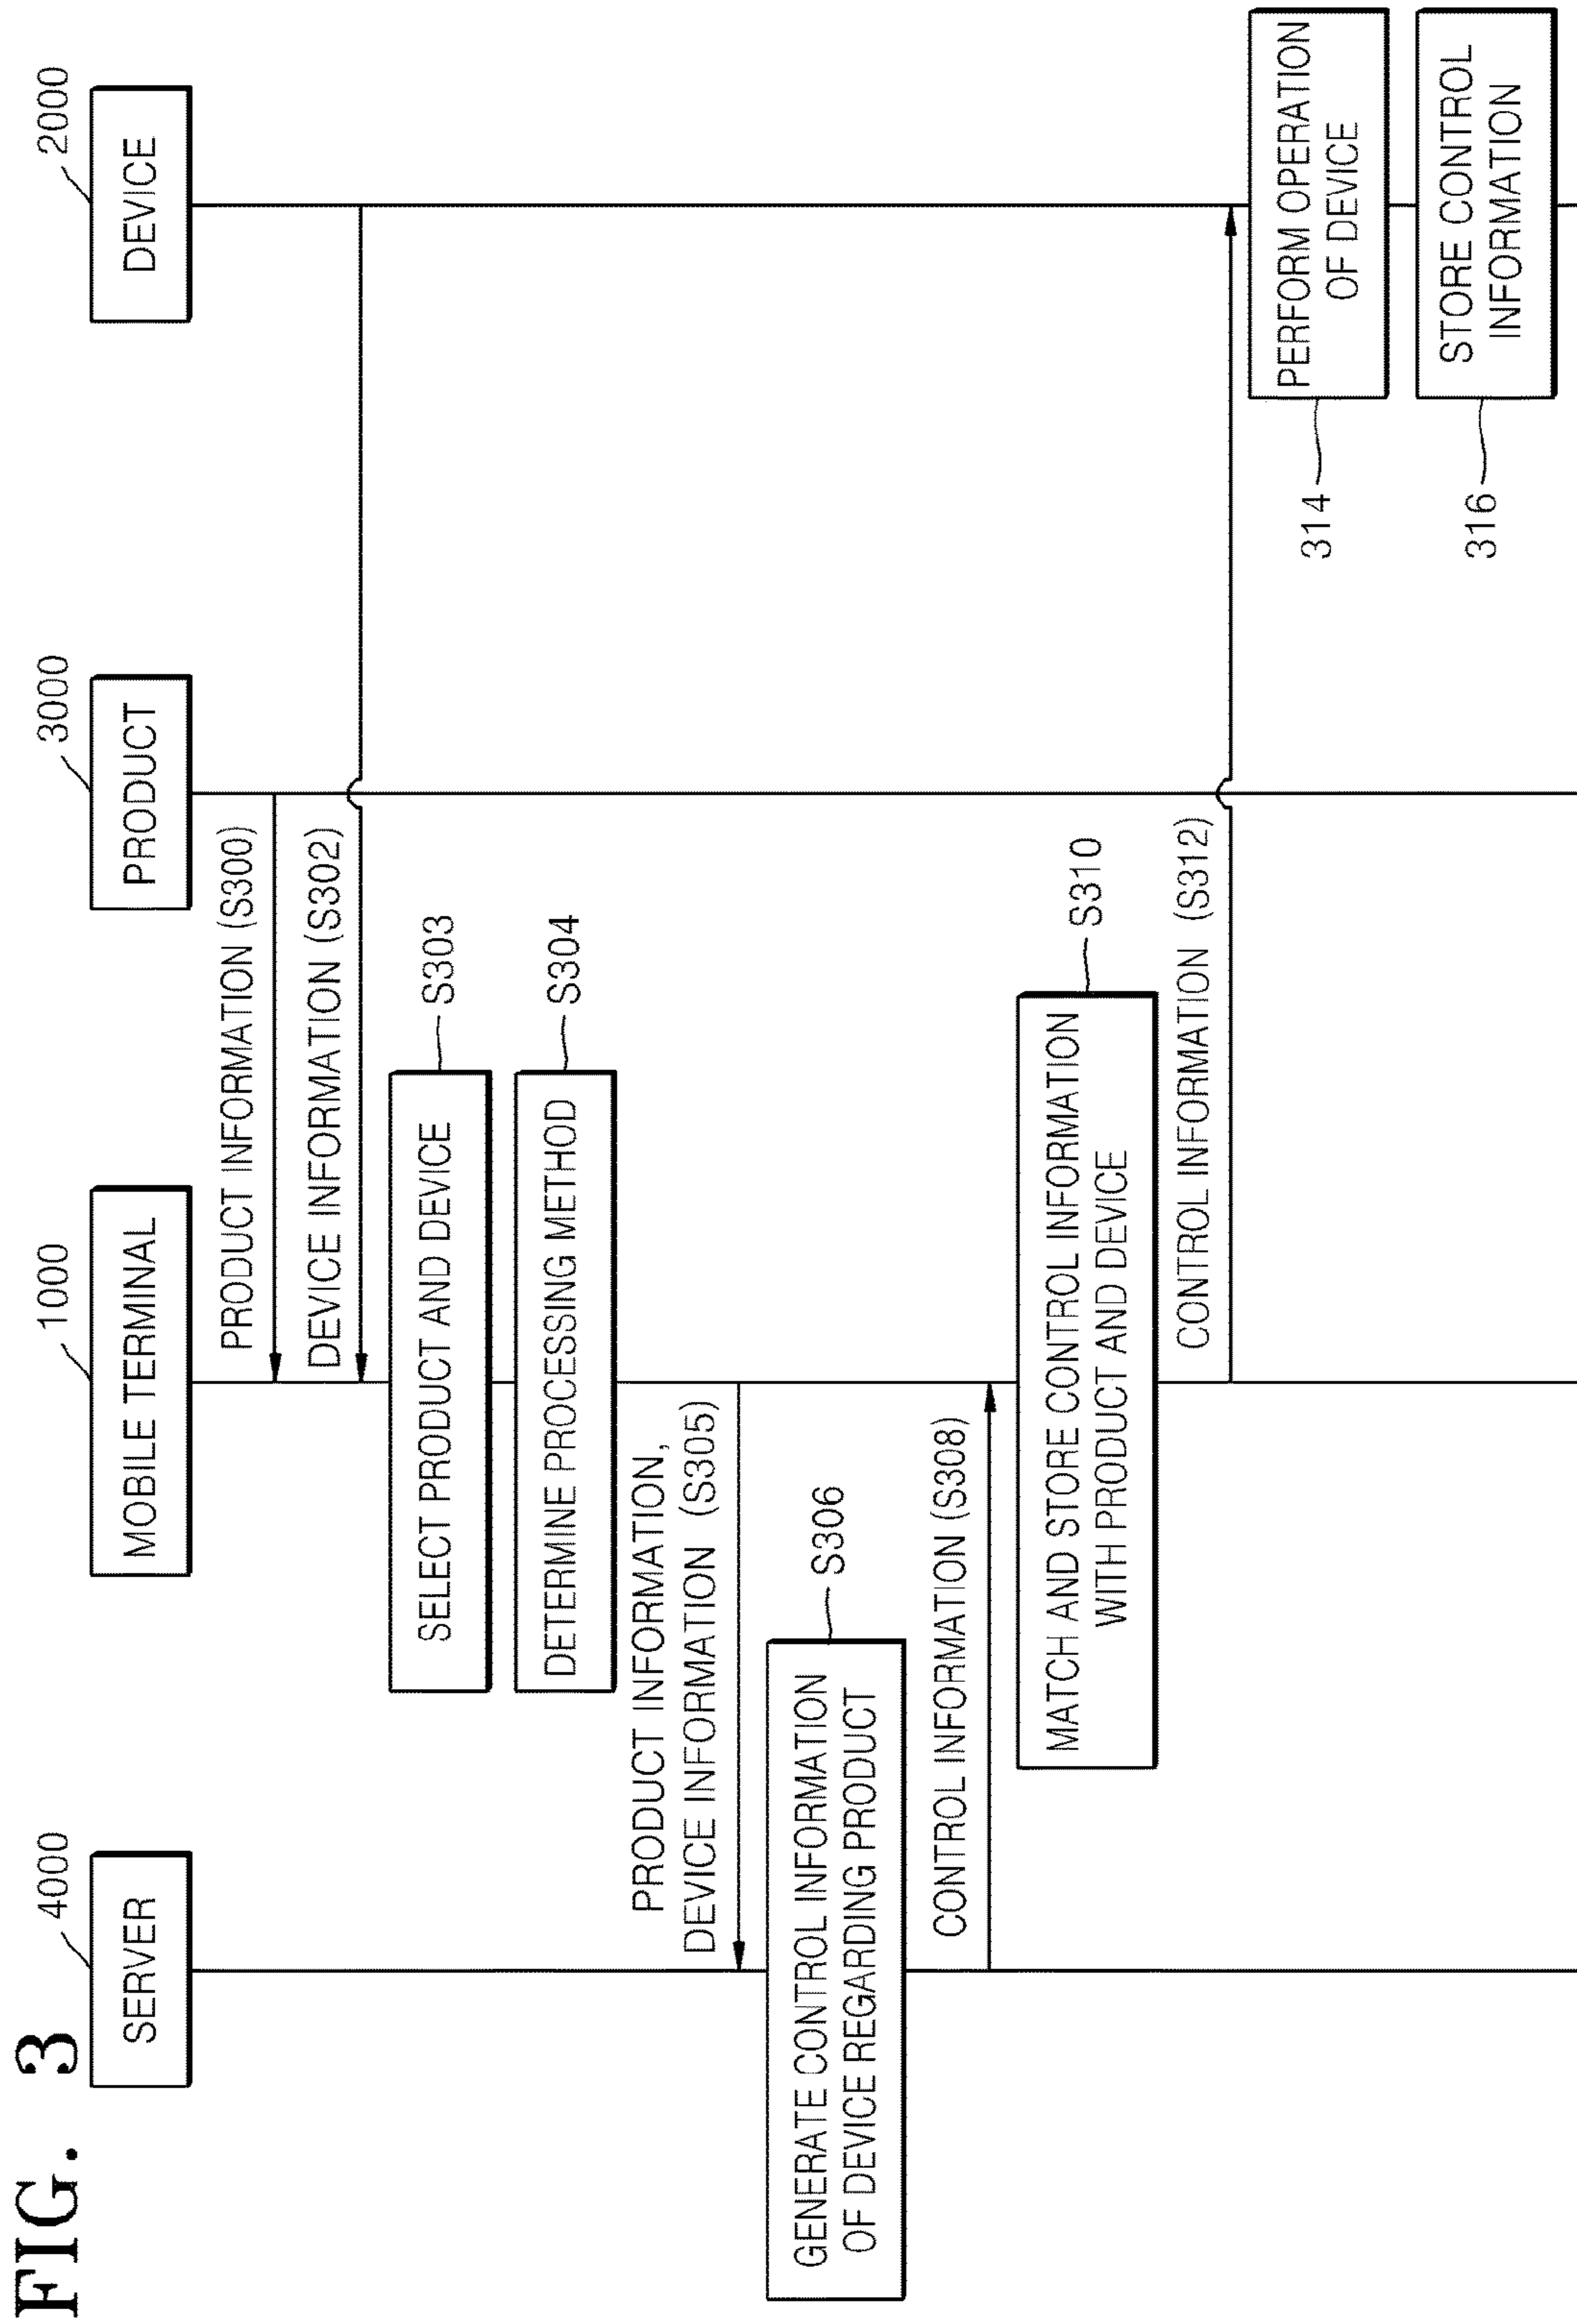 FIG. 3
4000
1000
3000
2000
SERVER
MOBILE TERMINAL
PRODUCT
DEVICE
PRODUCT INFORMATION (S300)
DEVICE INFORMATION (S302)
SELECT PRODUCT AND DEVICE
S303
DETERMINE PROCESSING METHOD
S304
PRODUCT INFORMATION,
DEVICE INFORMATION (S305)
GENERATE CONTROL INFORMATION
OF DEVICE REGARDING PRODUCT
S306
CONTROL INFORMATION (S308)
MATCH AND STORE CONTROL INFORMATION
WITH PRODUCT AND DEVICE
S310
CONTROL INFORMATION (S312)
314
PERFORM OPERATION
OF DEVICE
316
STORE CONTROL
INFORMATION